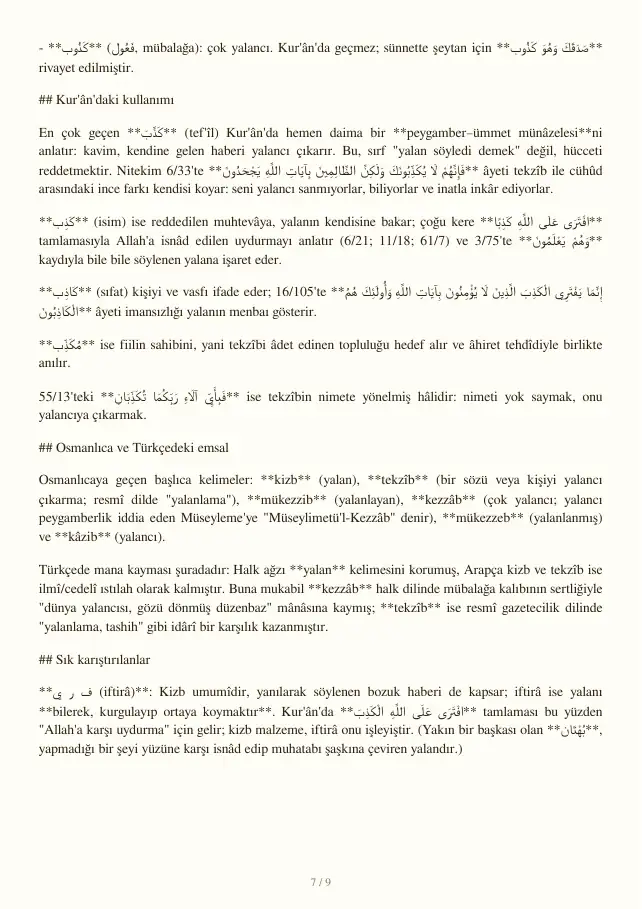 - **كَذُوب** (فَعُول, mübalağa): çok yalancı. Kur'ân'da geçmez; sünnette şeytan için **صَدَقَكَ وَهُوَ كَذُوب**
rivayet edilmiştir.
## Kur'ân'daki kullanımı
En çok geçen **كَذَّبَ** (tef'îl) Kur'ân'da hemen daima bir **peygamber–ümmet münâzelesi**ni
anlatır: kavim, kendine gelen haberi yalancı çıkarır. Bu, sırf "yalan söyledi demek" değil, hücceti
reddetmektir. Nitekim 6/33'te **فَإِنَّهُمْ لَا يُكَذِّبُونَكَ وَلَكِنَّ الظَّالِمِينَ بِآيَاتِ اللَّهِ يَجْحَدُونَ** âyeti tekzîb ile cühûd
arasındaki ince farkı kendisi koyar: seni yalancı sanmıyorlar, biliyorlar ve inatla inkâr ediyorlar.
**كَذِب** (isim) ise reddedilen muhtevâya, yalanın kendisine bakar; çoğu kere **افْتَرَى عَلَى اللَّهِ كَذِبًا**
tamlamasıyla Allah'a isnâd edilen uydurmayı anlatır (6/21; 11/18; 61/7) ve 3/75'te **وَهُمْ يَعْلَمُونَ**
kaydıyla bile bile söylenen yalana işaret eder.
**كَاذِب** (sıfat) kişiyi ve vasfı ifade eder; 16/105'te **إِنَّمَا يَفْتَرِي الْكَذِبَ الَّذِينَ لَا يُؤْمِنُونَ بِآيَاتِ اللَّهِ وَأُولَئِكَ هُمُ
الْكَاذِبُونَ** âyeti imansızlığı yalanın menbaı gösterir.
**مُكَذِّب** ise fiilin sahibini, yani tekzîbi âdet edinen topluluğu hedef alır ve âhiret tehdîdiyle birlikte
anılır.
55/13'teki **فَبِأَيِّ آلَاءِ رَبِّكُمَا تُكَذِّبَانِ** ise tekzîbin nimete yönelmiş hâlidir: nimeti yok saymak, onu
yalancıya çıkarmak.
## Osmanlıca ve Türkçedeki emsal
Osmanlıcaya geçen başlıca kelimeler: **kizb** (yalan), **tekzîb** (bir sözü veya kişiyi yalancı
çıkarma; resmî dilde "yalanlama"), **mükezzib** (yalanlayan), **kezzâb** (çok yalancı; yalancı
peygamberlik iddia eden Müseyleme'ye "Müseylimetü'l-Kezzâb" denir), **mükezzeb** (yalanlanmış)
ve **kâzib** (yalancı).
Türkçede mana kayması şuradadır: Halk ağzı **yalan** kelimesini korumuş, Arapça kizb ve tekzîb ise
ilmî/cedelî ıstılah olarak kalmıştır. Buna mukabil **kezzâb** halk dilinde mübalağa kalıbının sertliğiyle
"dünya yalancısı, gözü dönmüş düzenbaz" mânâsına kaymış; **tekzîb** ise resmî gazetecilik dilinde
"yalanlama, tashih" gibi idârî bir karşılık kazanmıştır.
## Sık karıştırılanlar
**ف ر ي (iftirâ)**: Kizb umumîdir, yanılarak söylenen bozuk haberi de kapsar; iftirâ ise yalanı
**bilerek, kurgulayıp ortaya koymaktır**. Kur'ân'da **افْتَرَى عَلَى اللَّهِ الْكَذِبَ** tamlaması bu yüzden
"Allah'a karşı uydurma" için gelir; kizb malzeme, iftirâ onu işleyiştir. (Yakın bir başkası olan **بُهْتَان**,
yapmadığı bir şeyi yüzüne karşı isnâd edip muhatabı şaşkına çeviren yalandır.)
7 / 9